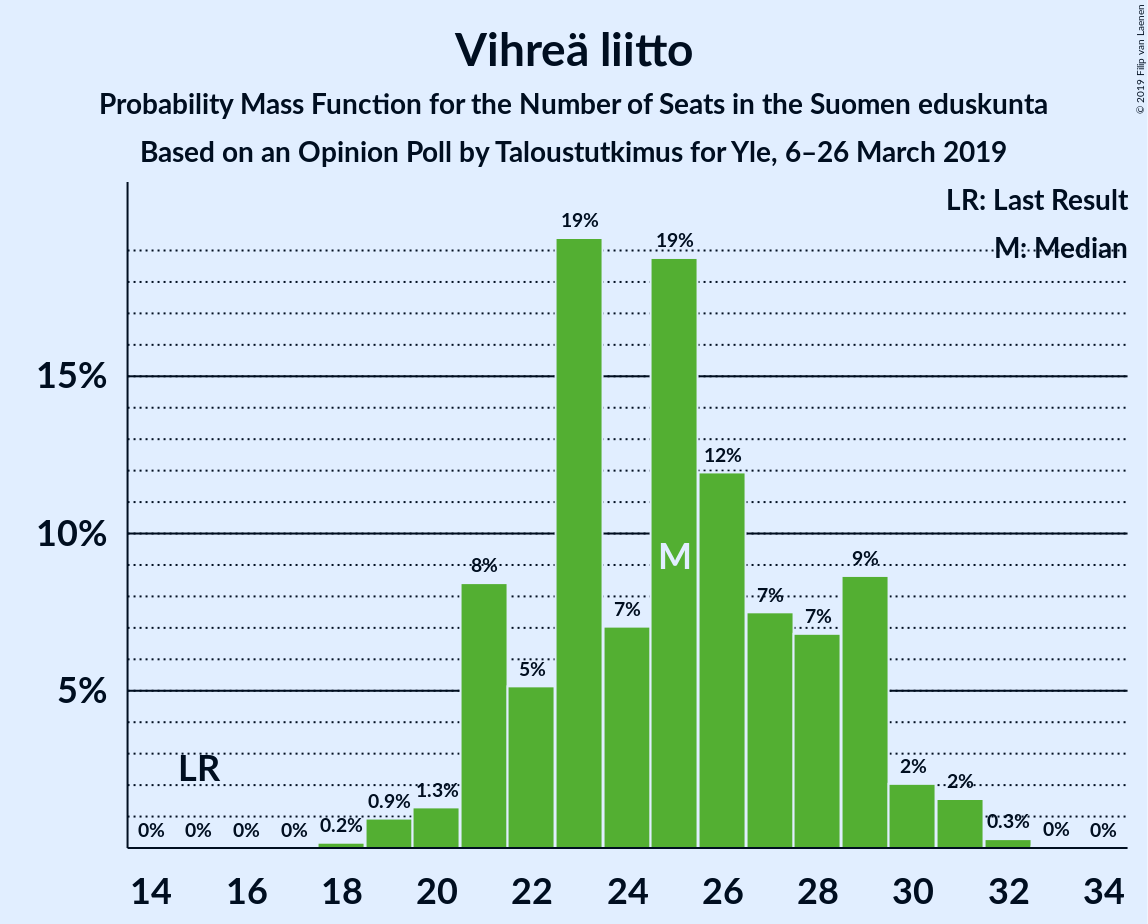 Vihreä liitto
Probability Mass Function for the Number of Seats in the Suomen eduskunta
Based on an Opinion Poll by Taloustutkimus for Yle, 6–26 March 2019
© 2019 Filip van Laenen
LR: Last Result
M: Median
15%
10%
5%
LR
M
0%
0%
0%
0%
0.2%
0.9%
1.3%
8%
5%
19%
7%
19%
12%
7%
7%
9%
2%
2%
0.3%
0%
0%
14 16 18 20 22 24 26 28 30 32 34